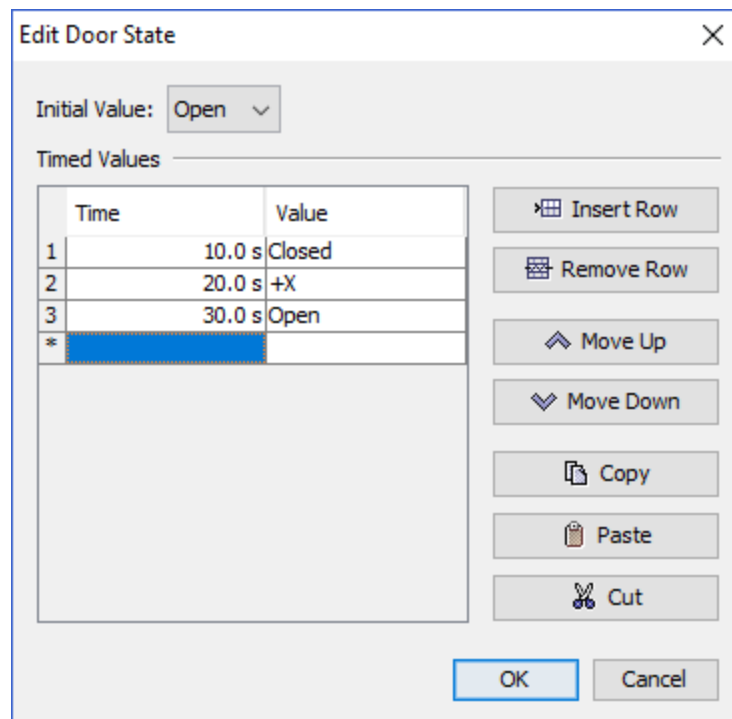 Edit Door State
Initial Value: Open
Timed Values
Time Value
1 10.0 s Closed
2 20.0 s +X
3 30.0 s Open
*
Insert Row
Remove Row
Move Up
Move Down
Copy
Paste
Cut
OK Cancel